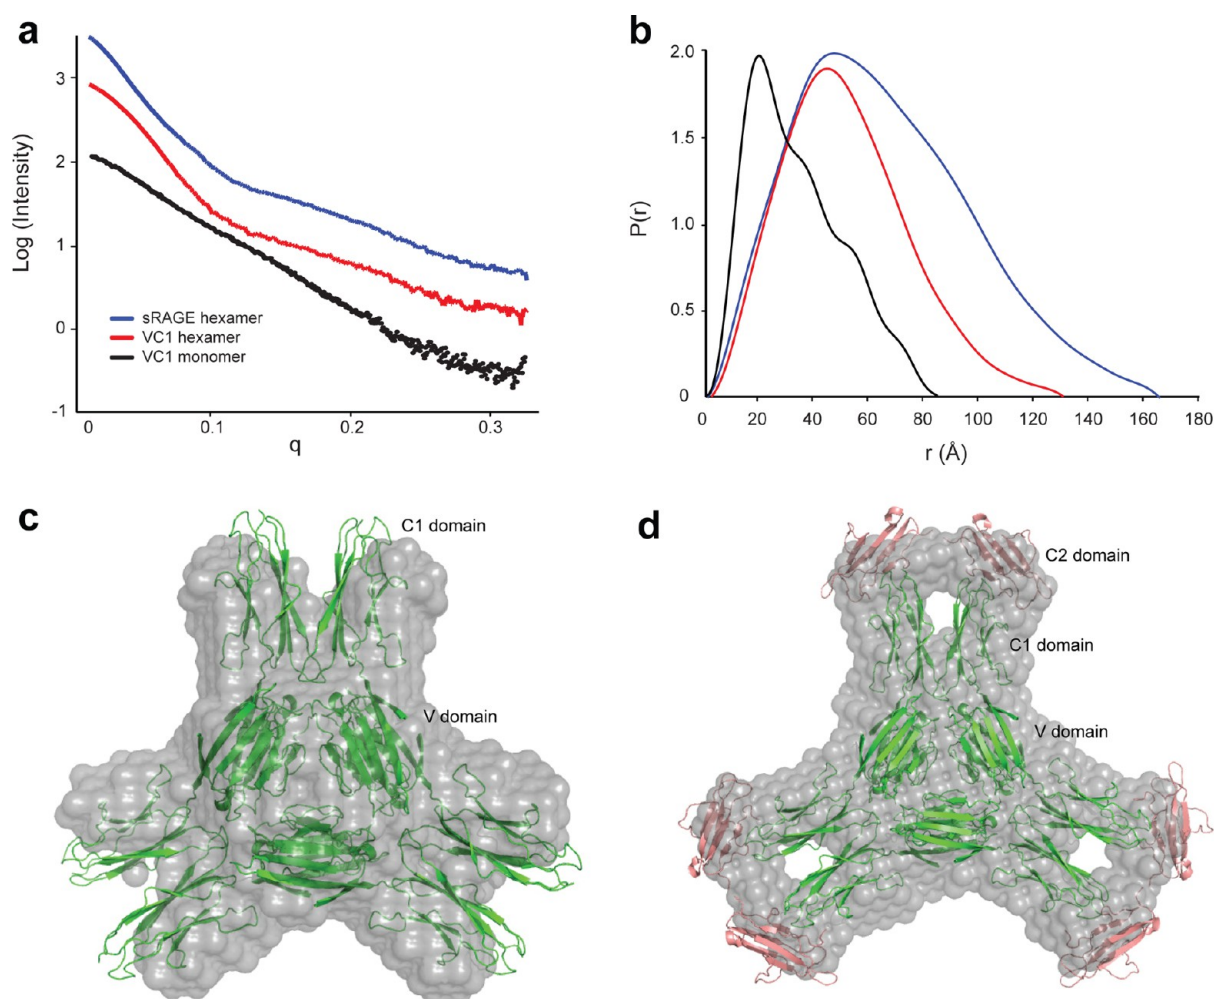 a
3
2
1
0
-1
Log (Intensity)
sRAGE hexamer
VC1 hexamer
VC1 monomer
0 0.1 0.2 0.3
q
b
2.0
1.5
1.0
0.5
0
P(r)
0 20 40 60 80 100 120 140 160 180
r (Å)
c
C1 domain
V domain
d
C2 domain
C1 domain
V domain